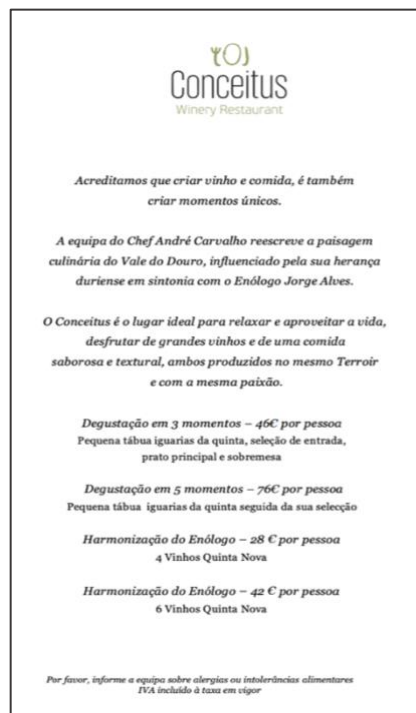 Conceitus
Winery Restaurant
Acreditamos que criar vinho e comida, é também
criar momentos únicos.
A equipa do Chef André Carvalho reescreve a paisagem
culinária do Vale do Douro, influenciado pela sua herança
duriense em sintonia com o Enólogo Jorge Alves.
O Conceitus é o lugar ideal para relaxar e aproveitar a vida,
desfrutar de grandes vinhos e de uma comida
saborosa e textural, ambos produzidos no mesmo Terroir
e com a mesma paixão.
Degustação em 3 momentos – 46€ por pessoa
Pequena tábua iguarias da quinta, seleção de entrada,
prato principal e sobremesa
Degustação em 5 momentos – 76€ por pessoa
Pequena tábua iguarias da quinta seguida da sua selecção
Harmonização do Enólogo – 28 € por pessoa
4 Vinhos Quinta Nova
Harmonização do Enólogo – 42 € por pessoa
6 Vinhos Quinta Nova
Por favor, informe a equipa sobre alergias ou intolerâncias alimentares
IVA incluído à taxa em vigor